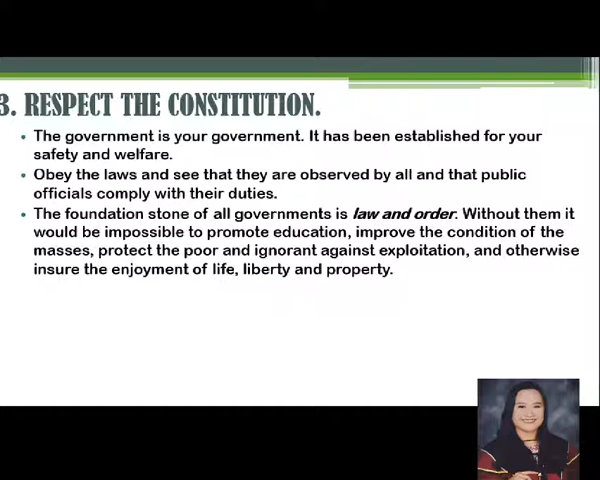 3. RESPECT THE CONSTITUTION.
• The government is your government. It has been established for your
safety and welfare.
• Obey the laws and see that they are observed by all and that public
officials comply with their duties.
• The foundation stone of all governments is law and order. Without them it
would be impossible to promote education, improve the condition of the
masses, protect the poor and ignorant against exploitation, and otherwise
insure the enjoyment of life, liberty and property.